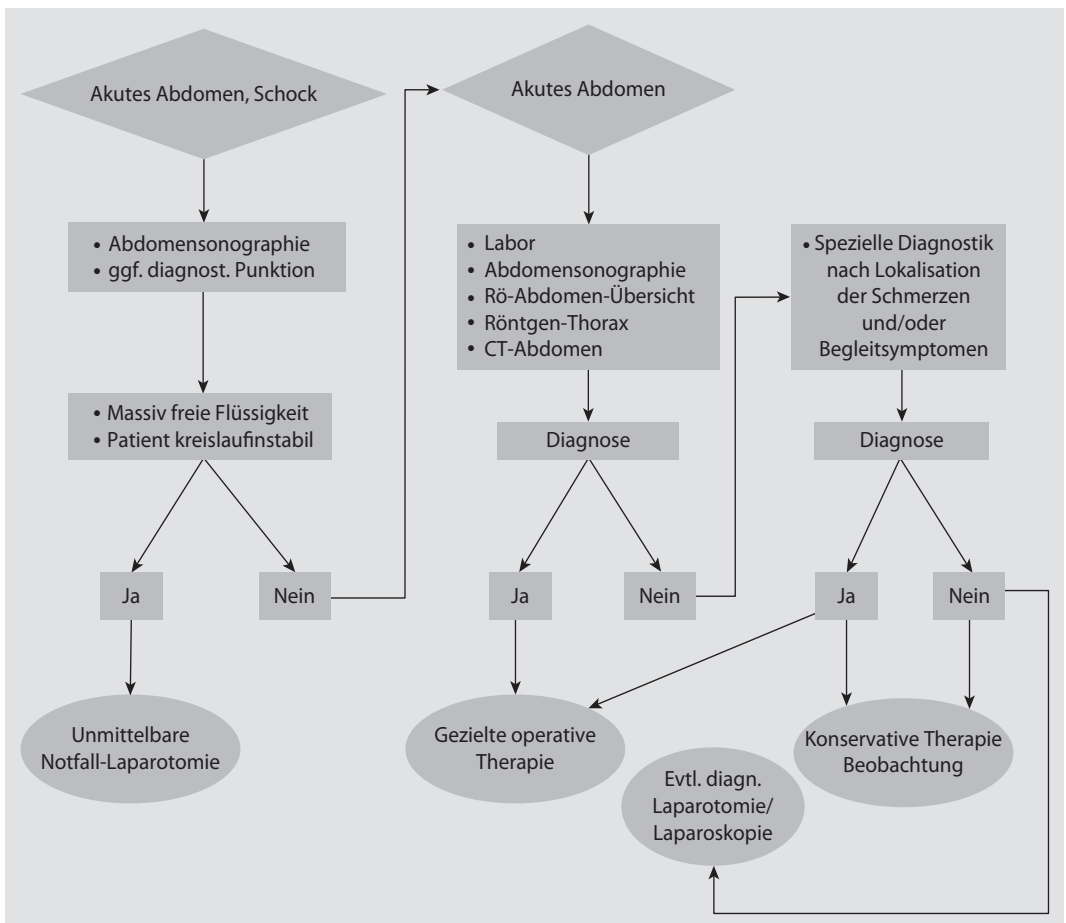 Akutes Abdomen, Schock
• Abdomensonographie
• ggf. diagnost. Punktion
• Massiv freie Flüssigkeit
• Patient kreislaufinstabil
Ja
Nein
Unmittelbare
Notfall-Laparotomie
Akutes Abdomen
• Labor
• Abdomensonographie
• Rö-Abdomen-Übersicht
• Röntgen-Thorax
• CT-Abdomen
Diagnose
Ja
Nein
Gezielte operative
Therapie
• Spezielle Diagnostik
nach Lokalisation
der Schmerzen
und/oder
Begleitsymptomen
Diagnose
Ja
Nein
Konservative Therapie
Beobachtung
Evtl. diagn.
Laparotomie/
Laparoskopie